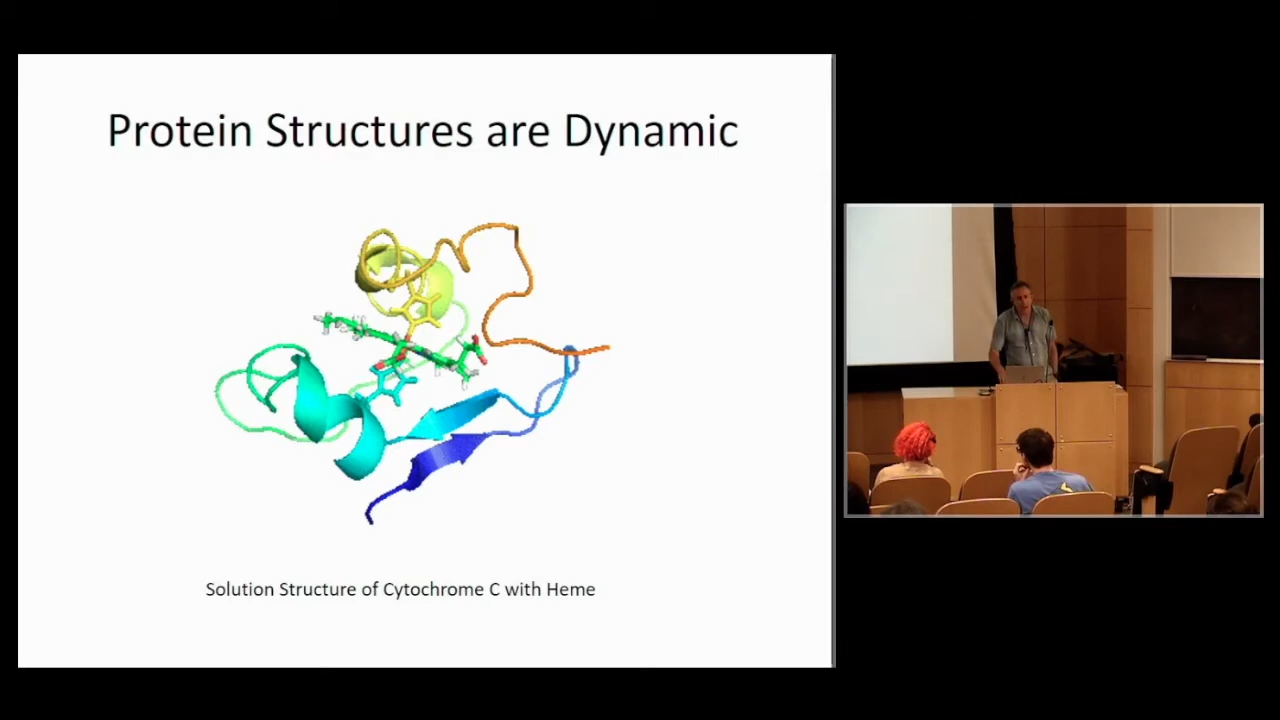 Protein Structures are Dynamic
Solution Structure of Cytochrome C with Heme